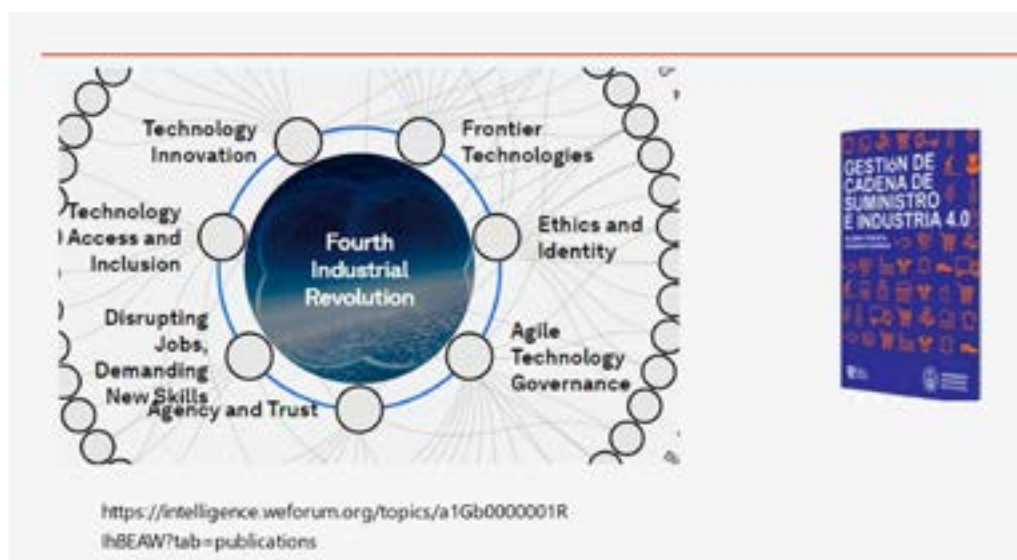 Technology
Innovation
Frontier
Technologies
Technology
Access and
Inclusion
Fourth
Industrial
Revolution
Ethics and
Identity
Disrupting
Jobs,
Demanding
New Skills
Agile
Technology
Governance
Agency and Trust
GESTIÓN DE
CADENA DE
SUMINISTRO
E INDUSTRIA 4.0
https://intelligence.weforum.org/topics/a1Gb0000001R
IhBEAW?tab=publications